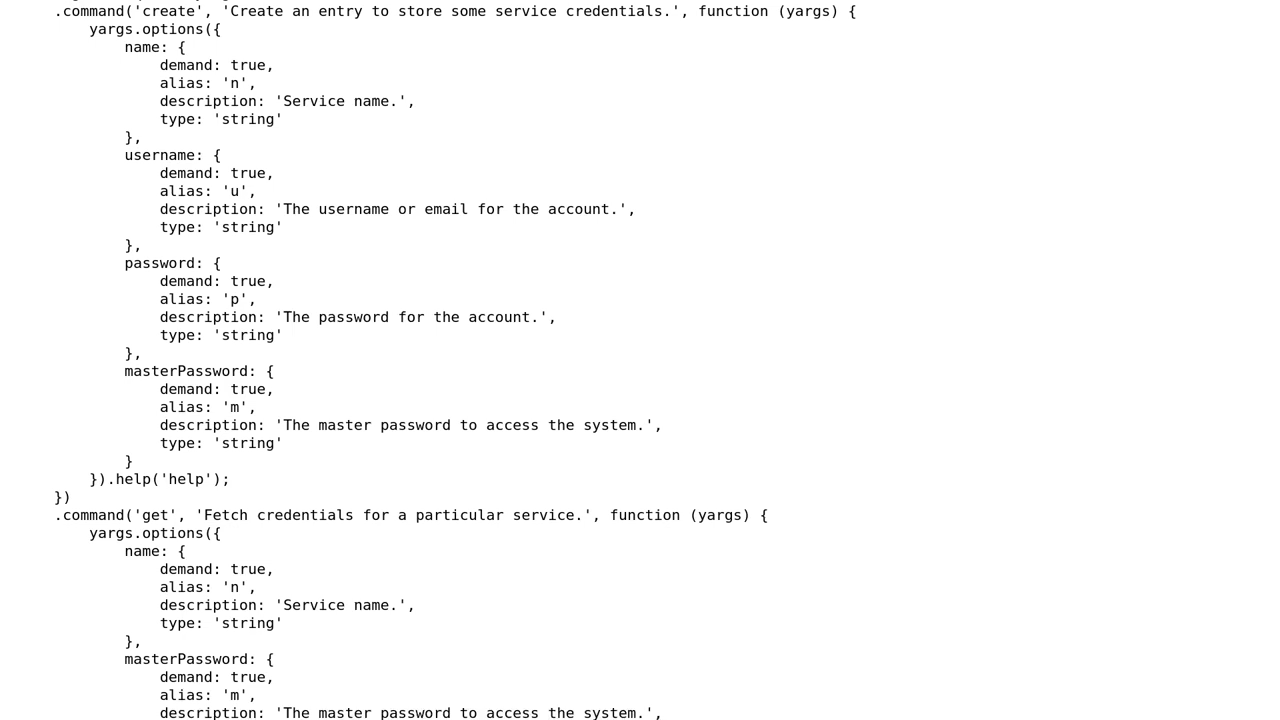 .command('create', 'Create an entry to store some service credentials.', function (yargs) {
yargs.options({
name: {
demand: true,
alias: 'n',
description: 'Service name.',
type: 'string'
},
username: {
demand: true,
alias: 'u',
description: 'The username or email for the account.',
type: 'string'
},
password: {
demand: true,
alias: 'p',
description: 'The password for the account.',
type: 'string'
},
masterPassword: {
demand: true,
alias: 'm',
description: 'The master password to access the system.',
type: 'string'
}
}).help('help');
})
.command('get', 'Fetch credentials for a particular service.', function (yargs) {
yargs.options({
name: {
demand: true,
alias: 'n',
description: 'Service name.',
type: 'string'
},
masterPassword: {
demand: true,
alias: 'm',
description: 'The master password to access the system.',